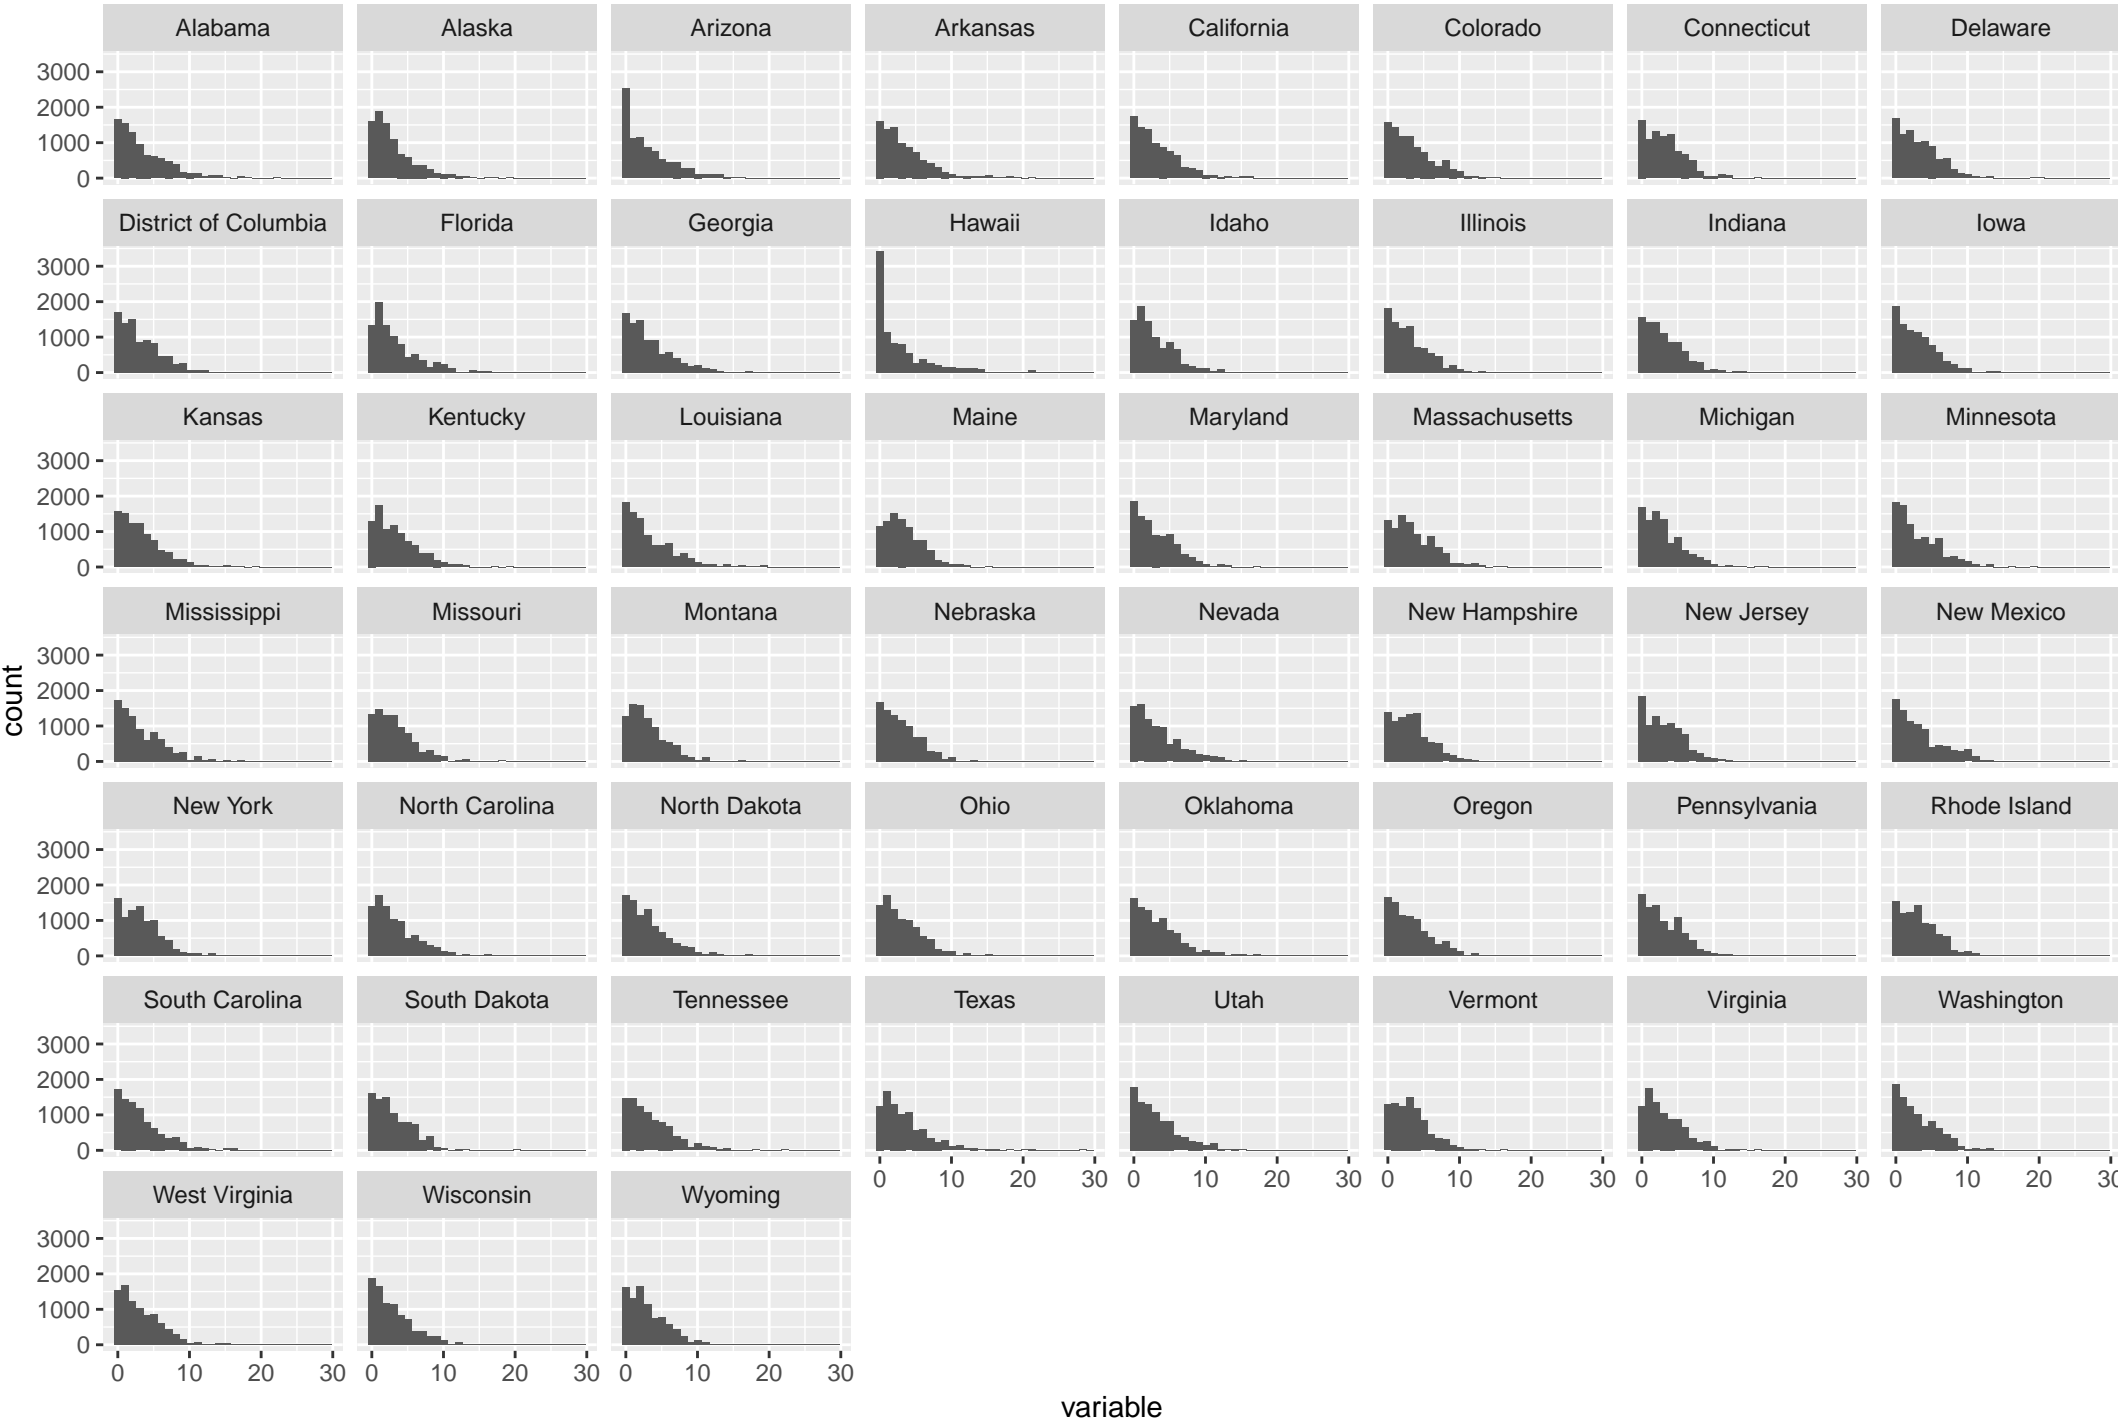 Alabama Alaska Arizona Arkansas California Colorado Connecticut Delaware
3000
2000
1000
0
District of Columbia Florida Georgia Hawaii Idaho Illinois Indiana Iowa
3000
2000
1000
0
Kansas Kentucky Louisiana Maine Maryland Massachusetts Michigan Minnesota
3000
2000
1000
0
Mississippi Missouri Montana Nebraska Nevada New Hampshire New Jersey New Mexico
3000
2000
1000
0
count
New York North Carolina North Dakota Ohio Oklahoma Oregon Pennsylvania Rhode Island
3000
2000
1000
0
South Carolina South Dakota Tennessee Texas Utah Vermont Virginia Washington
3000
2000
1000
0
0 10 20 30 0 10 20 30 0 10 20 30 0 10 20 30 0 10 20 30
West Virginia Wisconsin Wyoming
3000
2000
1000
0
0 10 20 30 0 10 20 30 0 10 20 30
variable